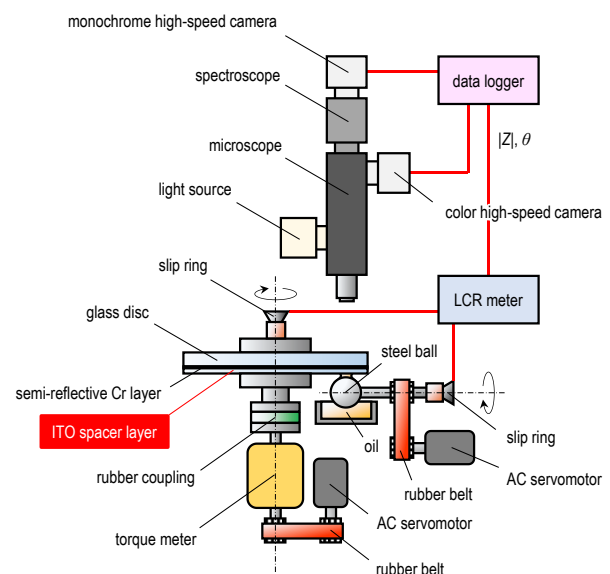 monochrome high-speed camera
spectroscope
data logger
microscope
|Z|, θ
light source
color high-speed camera
slip ring
LCR meter
glass disc
steel ball
semi-reflective Cr layer
ITO spacer layer
oil
slip ring
rubber coupling
rubber belt
AC servomotor
AC servomotor
torque meter
rubber belt